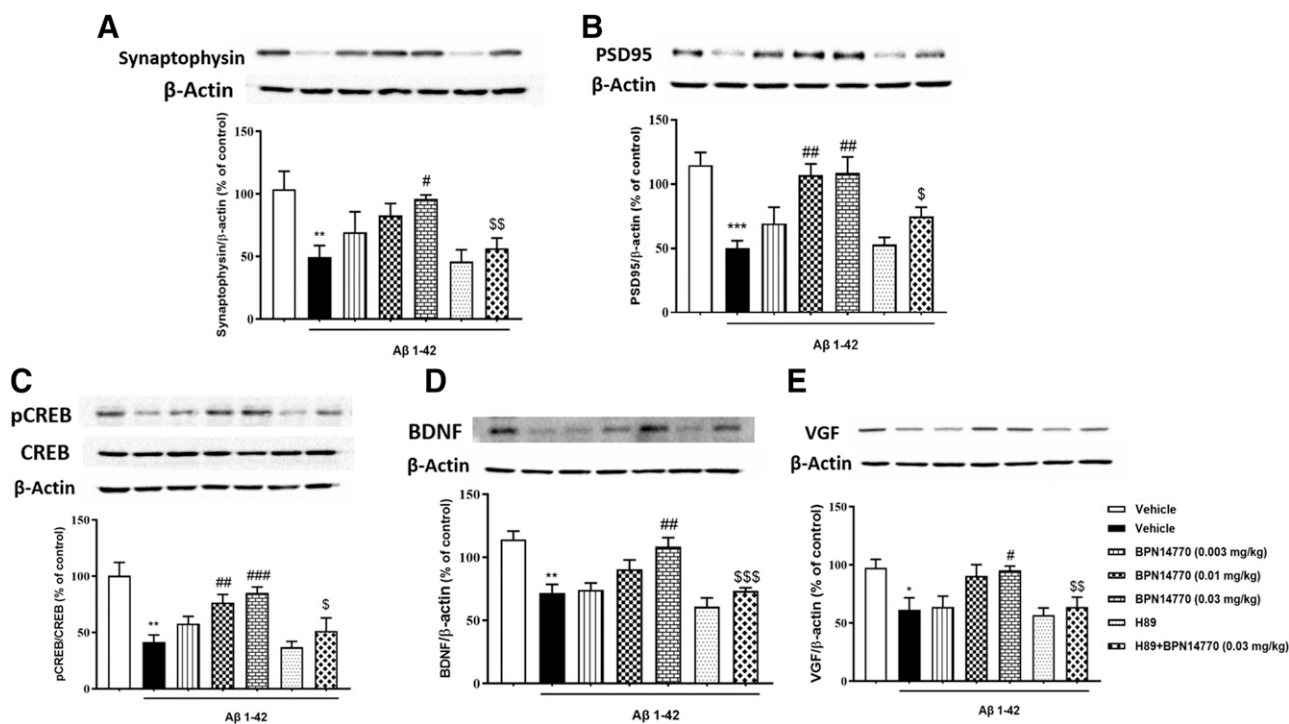 A
Synaptophysin
β-Actin
Synaptophysin/β-actin (% of control)
150
100
50
0
**
#
$$
Aβ 1-42
B
PSD95
β-Actin
PSD95/β-actin (% of control)
150
100
50
0
***
##
##
$
Aβ 1-42
C
pCREB
CREB
β-Actin
pCREB/CREB (% of control)
150
100
50
0
**
##
###
$
Aβ 1-42
D
BDNF
β-Actin
BDNF/β-actin (% of control)
150
100
50
0
**
##
$$$
Aβ 1-42
E
VGF
β-Actin
VGF/β-actin (% of control)
150
100
50
0
*
#
$$
Aβ 1-42
Vehicle
Vehicle
BPN14770 (0.003 mg/kg)
BPN14770 (0.01 mg/kg)
BPN14770 (0.03 mg/kg)
H89
H89+BPN14770 (0.03 mg/kg)